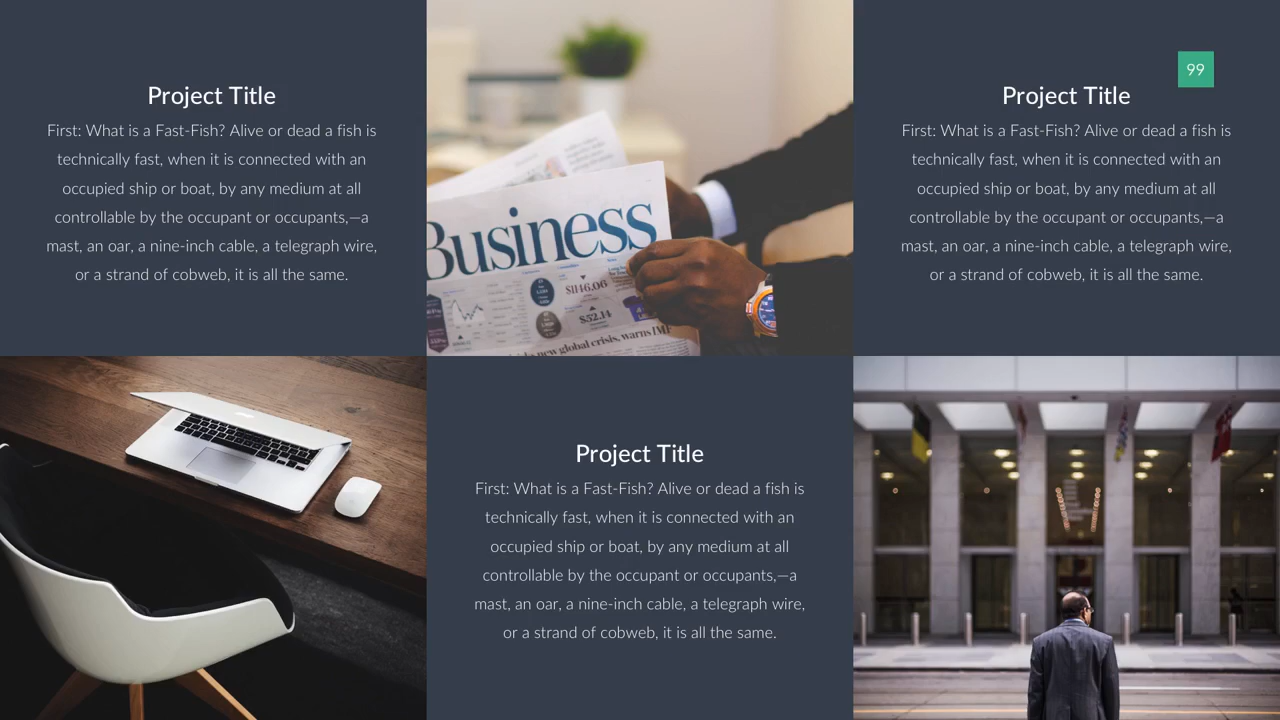 Project Title
First: What is a Fast-Fish? Alive or dead a fish is
technically fast, when it is connected with an
occupied ship or boat, by any medium at all
controllable by the occupant or occupants,—a
mast, an oar, a nine-inch cable, a telegraph wire,
or a strand of cobweb, it is all the same.
Business
$1146.06
$52.14
new global crisis, warns IMF
99
Project Title
First: What is a Fast-Fish? Alive or dead a fish is
technically fast, when it is connected with an
occupied ship or boat, by any medium at all
controllable by the occupant or occupants,—a
mast, an oar, a nine-inch cable, a telegraph wire,
or a strand of cobweb, it is all the same.
Project Title
First: What is a Fast-Fish? Alive or dead a fish is
technically fast, when it is connected with an
occupied ship or boat, by any medium at all
controllable by the occupant or occupants,—a
mast, an oar, a nine-inch cable, a telegraph wire,
or a strand of cobweb, it is all the same.